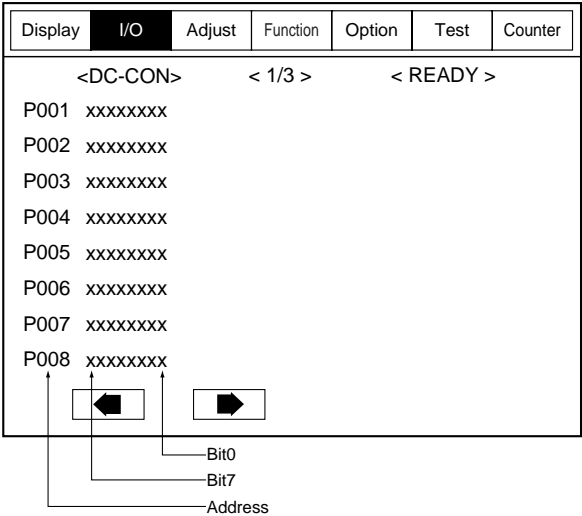 Display I/O Adjust Function Option Test Counter
<DC-CON> < 1/3 > < READY >
P001 xxxxxxxx
P002 xxxxxxxx
P003 xxxxxxxx
P004 xxxxxxxx
P005 xxxxxxxx
P006 xxxxxxxx
P007 xxxxxxxx
P008 xxxxxxxx
Bit0
Bit7
Address